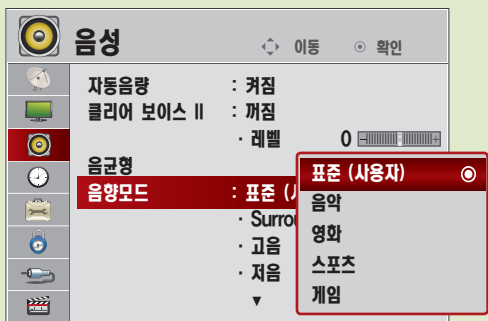 음성
이동 확인
자동음량 : 켜짐
클리어 보이스 II : 꺼짐
· 레벨 0
음균형
음향모드 : 표준 (
· Surrou
· 고음
· 저음
▼
표준 (사용자)
음악
영화
스포츠
게임